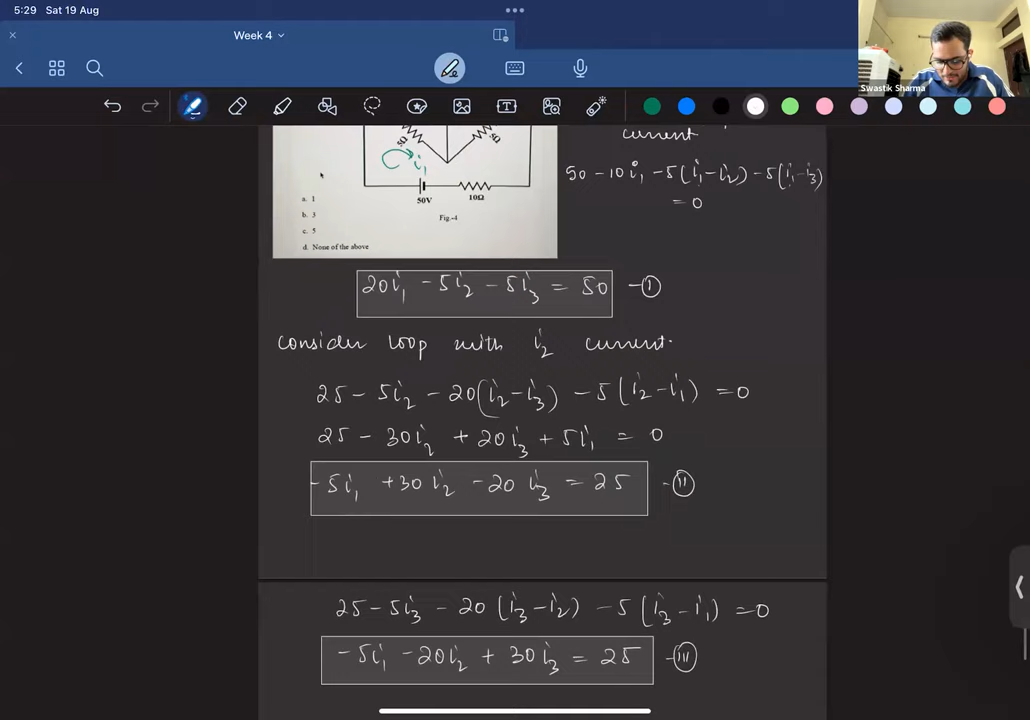 5:29 Sat 19 Aug
Week 4
Swastik Sharma
current
50 - 10i₁ - 5(i₁-i₂) - 5(i₁-i₃)
= 0
5Ω
5Ω
i₁
50V
10Ω
Fig.-4
a. 1
b. 3
c. 5
d. None of the above
20i₁ - 5i₂ - 5i₃ = 50 - Ⓘ
consider loop with i₂ current.
25 - 5i₂ - 20(i₂-i₃) - 5(i₂-i₁) = 0
25 - 30i₂ + 20i₃ + 5i₁ = 0
-5i₁ + 30i₂ - 20i₃ = 25 - (II)
25 - 5i₃ - 20(i₃-i₂) - 5(i₃-i₁) = 0
-5i₁ - 20i₂ + 30i₃ = 25 - (III)